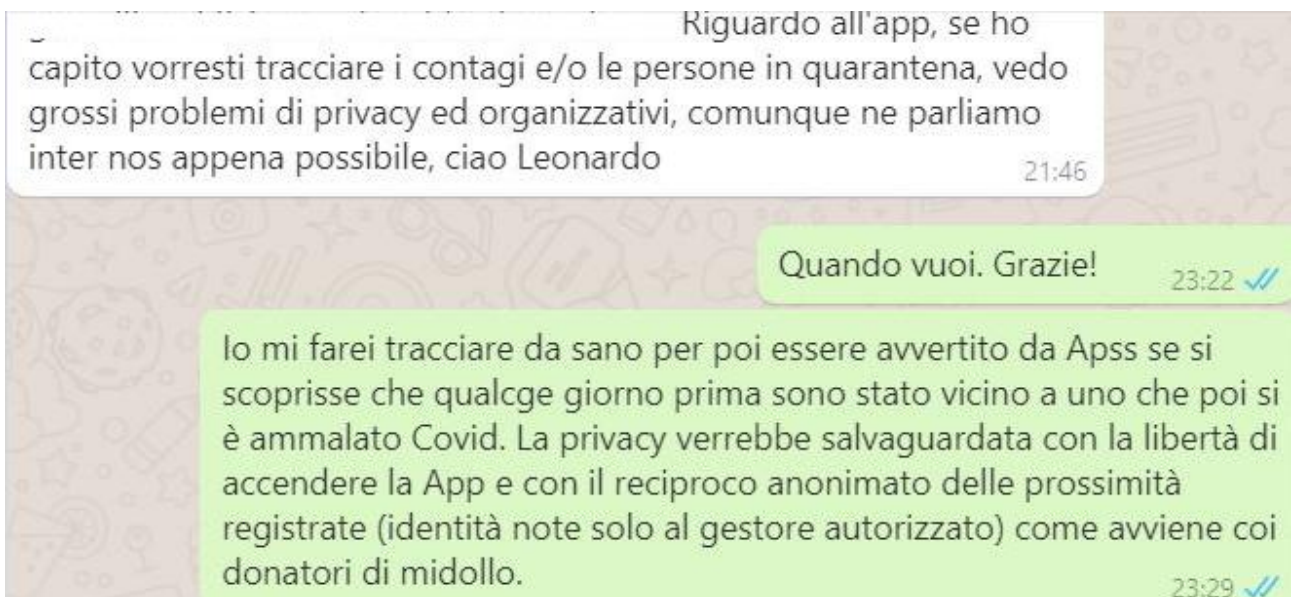 Riguardo all'app, se ho
capito vorresti tracciare i contagi e/o le persone in quarantena, vedo
grossi problemi di privacy ed organizzativi, comunque ne parliamo
inter nos appena possibile, ciao Leonardo
21:46
Quando vuoi. Grazie!
23:22
Io mi farei tracciare da sano per poi essere avvertito da Apss se si
scoprisse che qualcge giorno prima sono stato vicino a uno che poi si
è ammalato Covid. La privacy verrebbe salvaguardata con la libertà di
accendere la App e con il reciproco anonimato delle prossimità
registrate (identità note solo al gestore autorizzato) come avviene coi
donatori di midollo.
23:29